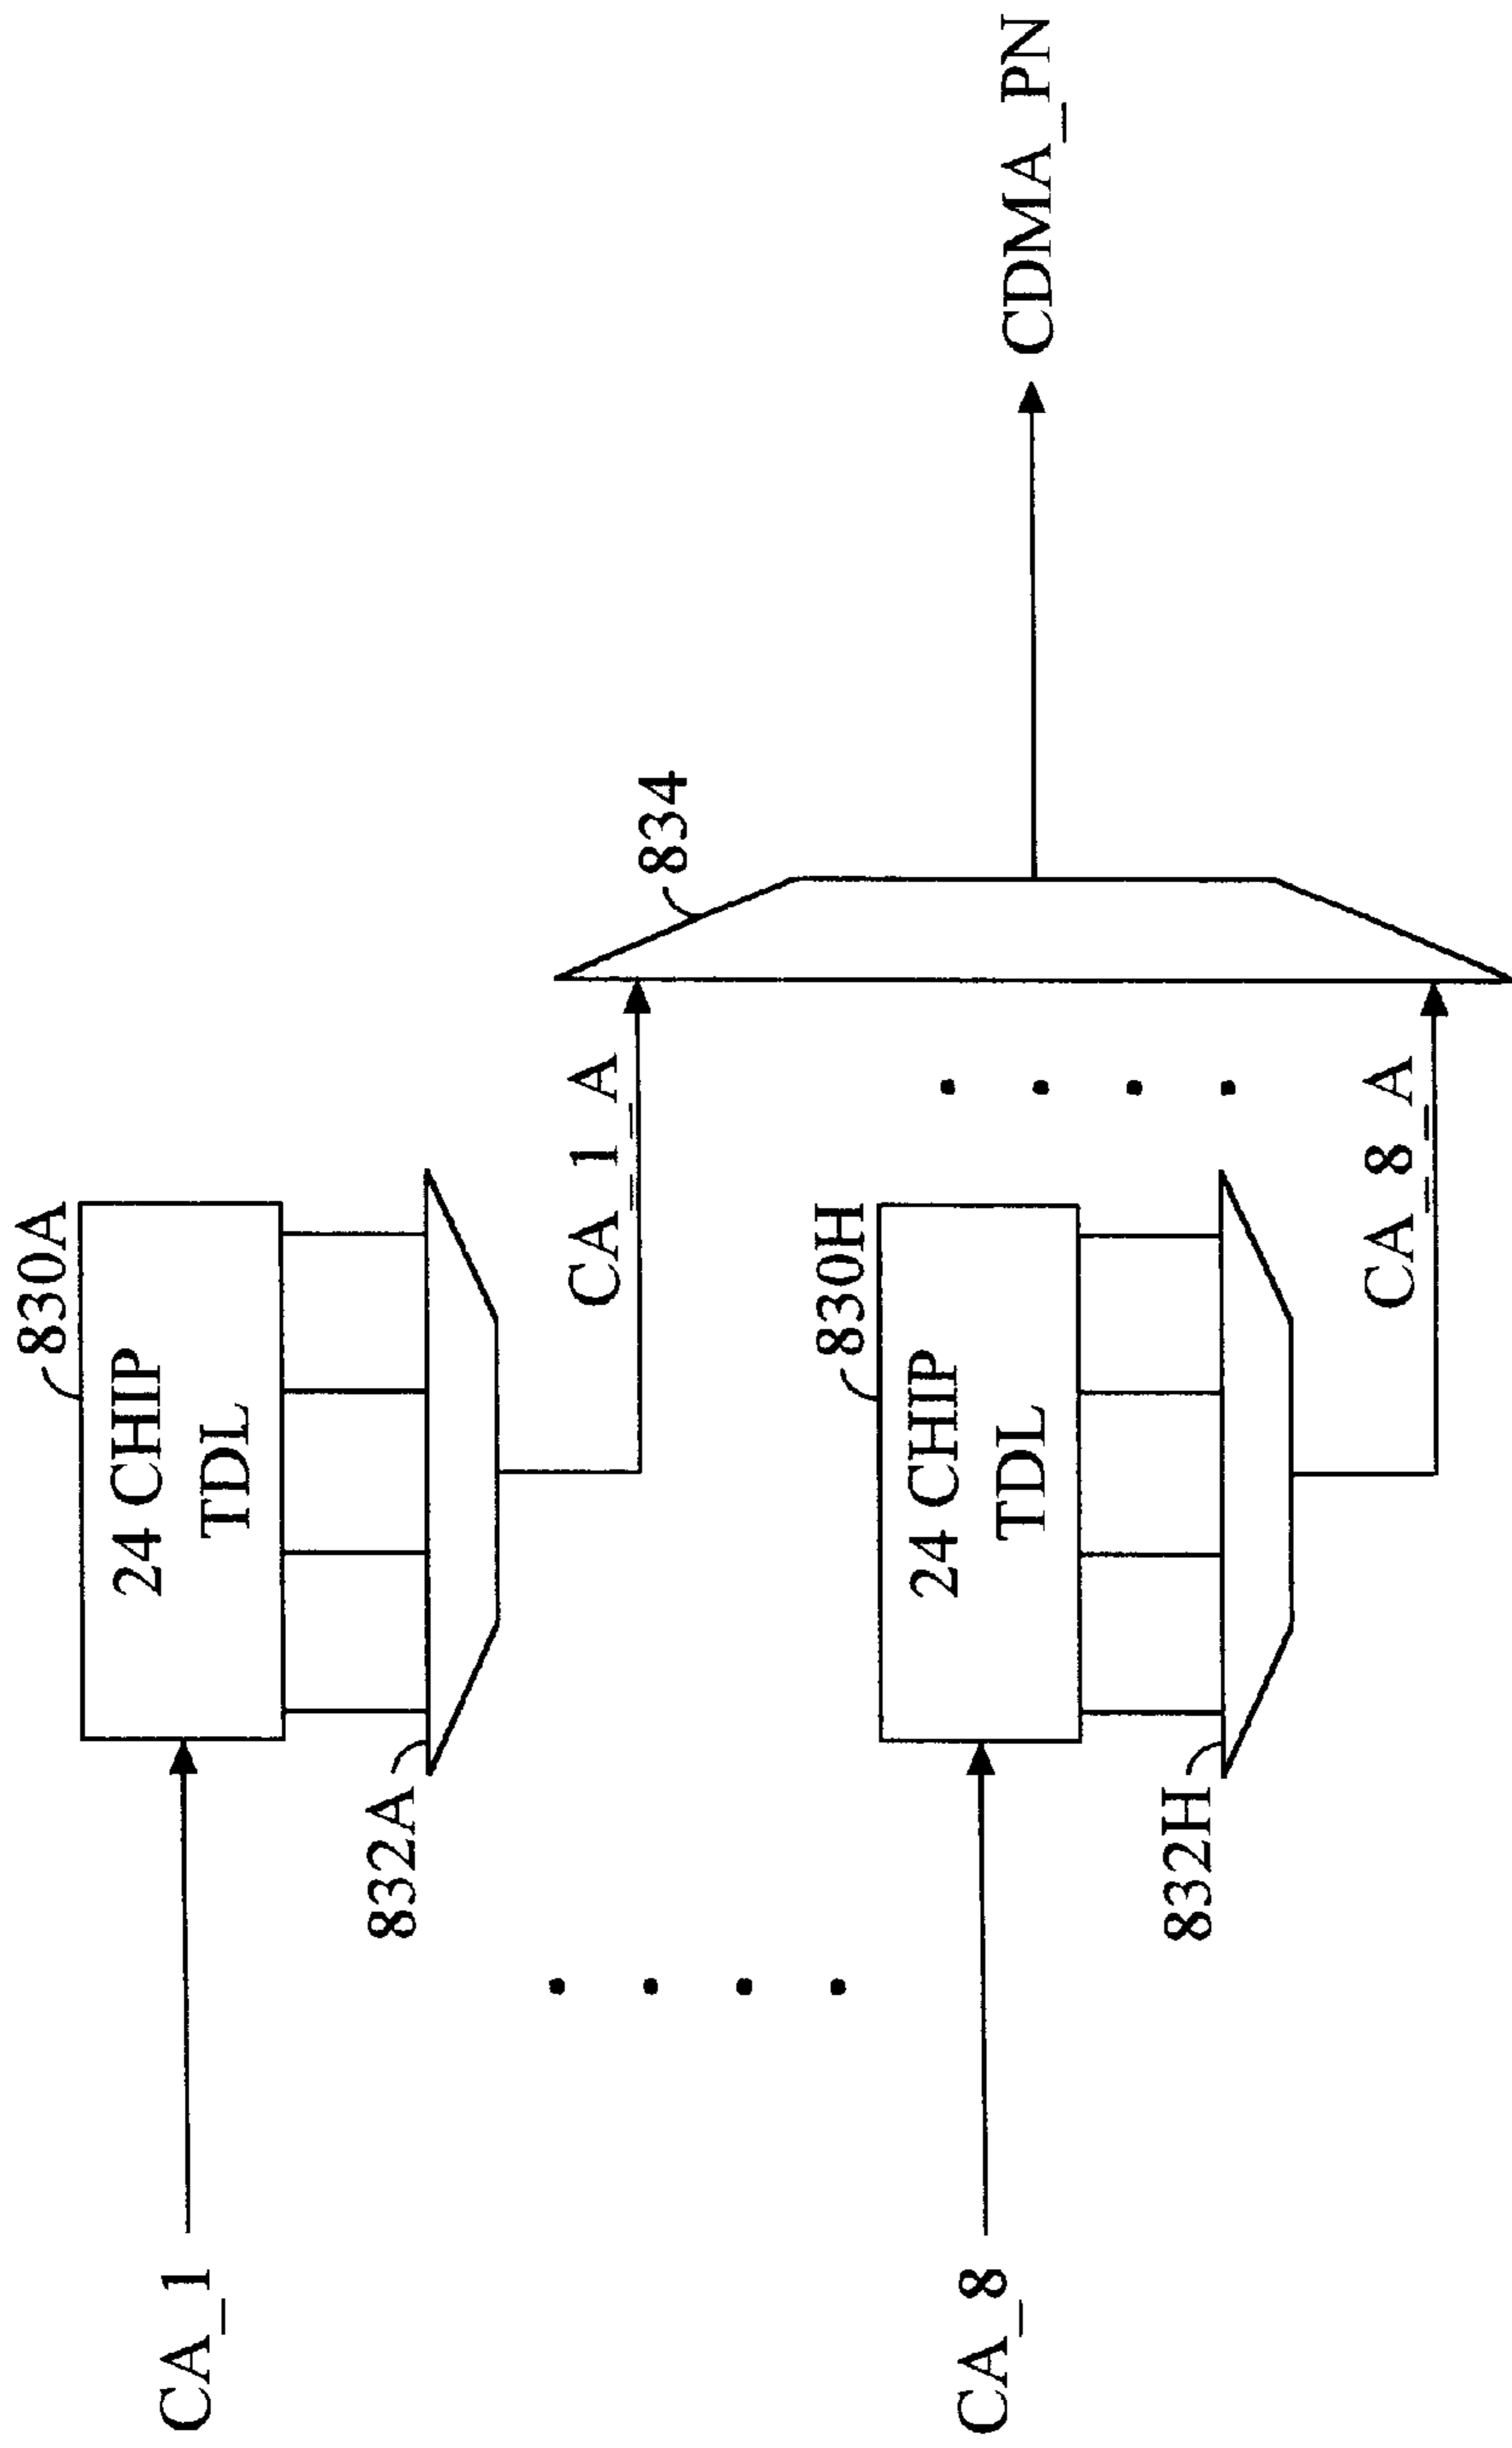 830A
CA_1
24 CHIP
TDL
832A
CA_1_A
834
CDMA_PN
830H
CA_8
24 CHIP
TDL
832H
CA_8_A